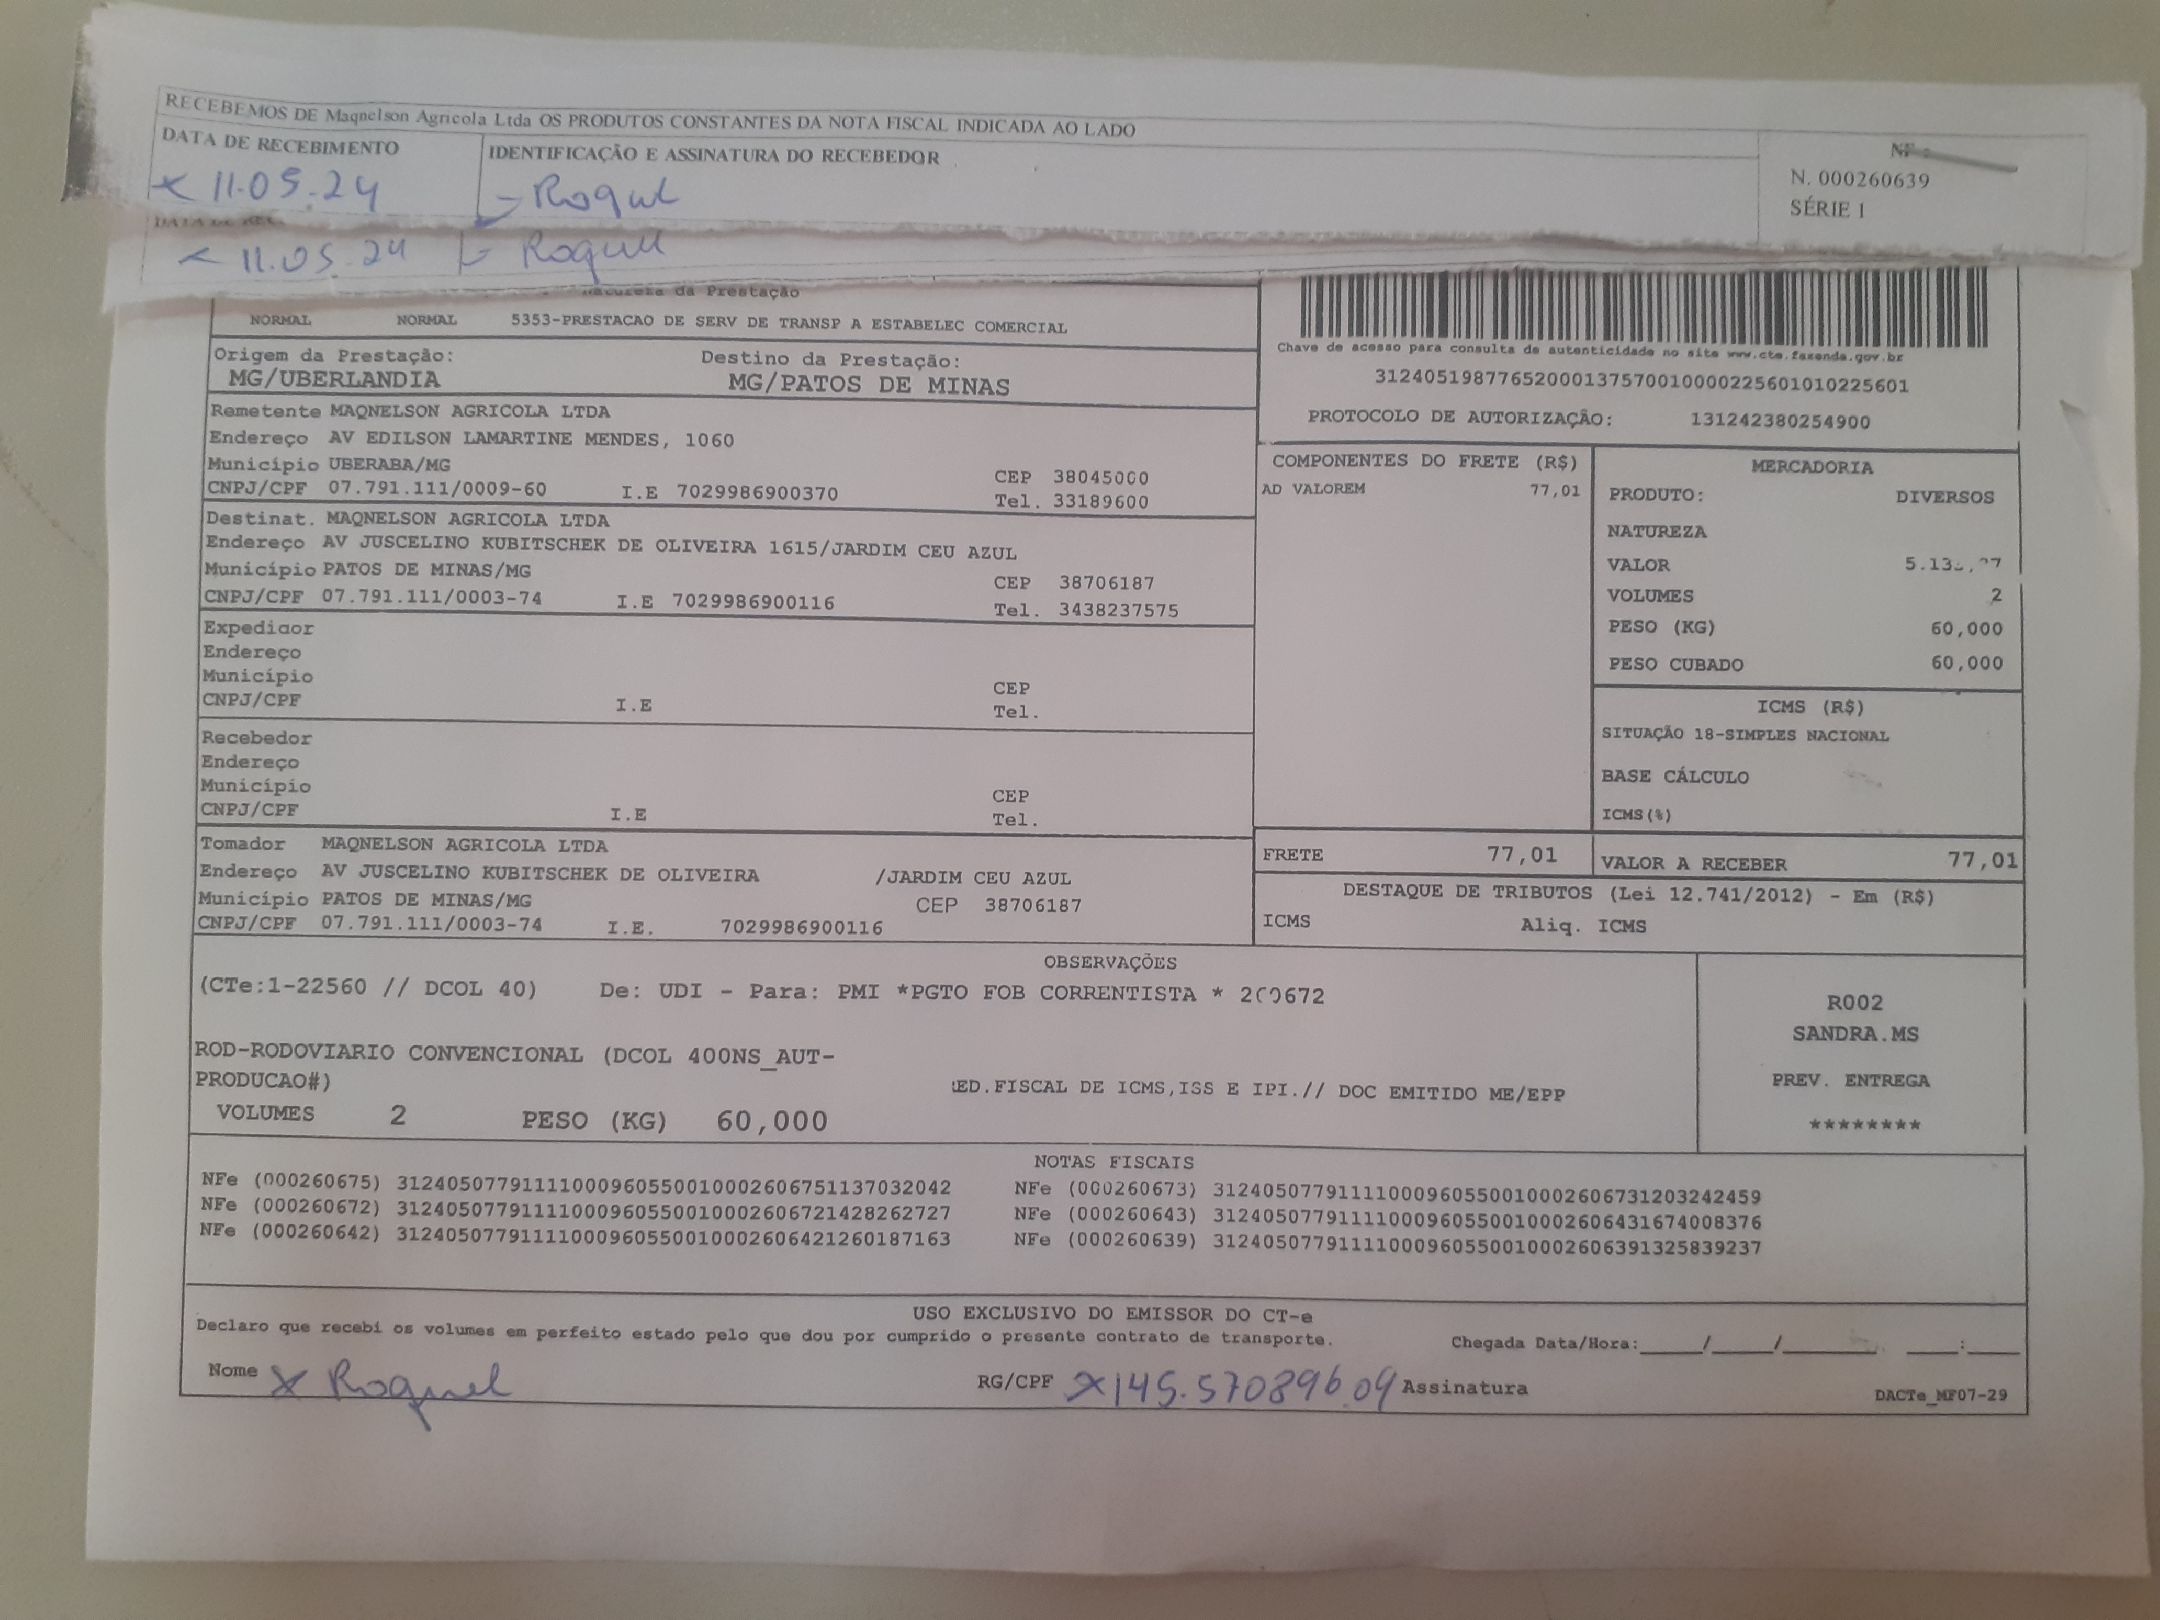 RECEBEMOS DE Maqnelson Agricola Ltda OS PRODUTOS CONSTANTES DA NOTA FISCAL INDICADA AO LADO
DATA DE RECEBIMENTO IDENTIFICAÇÃO E ASSINATURA DO RECEBEDOR
x 11.05.24 Raquel
N. 000260639
SÉRIE 1
11.05.24 Raquel
Natureza da Prestação
NORMAL NORMAL 5353-PRESTACAO DE SERV DE TRANSP A ESTABELEC COMERCIAL
Origem da Prestação: Destino da Prestação:
MG/UBERLANDIA MG/PATOS DE MINAS
Chave de acesso para consulta de autenticidade no site www.cte.fazenda.gov.br
31240519877652000137570010000225601010225601
PROTOCOLO DE AUTORIZAÇÃO: 131242380254900
Remetente MAQNELSON AGRICOLA LTDA
Endereço AV EDILSON LAMARTINE MENDES, 1060
Município UBERABA/MG CEP 38045000
CNPJ/CPF 07.791.111/0009-60 I.E 7029986900370 Tel. 33189600
Destinat. MAQNELSON AGRICOLA LTDA
Endereço AV JUSCELINO KUBITSCHEK DE OLIVEIRA 1615/JARDIM CEU AZUL
Município PATOS DE MINAS/MG CEP 38706187
CNPJ/CPF 07.791.111/0003-74 I.E 7029986900116 Tel. 3438237575
Expedidor
Endereço
Município CEP
CNPJ/CPF I.E Tel.
Recebedor
Endereço
Município CEP
CNPJ/CPF I.E Tel.
Tomador MAQNELSON AGRICOLA LTDA
Endereço AV JUSCELINO KUBITSCHEK DE OLIVEIRA /JARDIM CEU AZUL
Município PATOS DE MINAS/MG CEP 38706187
CNPJ/CPF 07.791.111/0003-74 I.E. 7029986900116
COMPONENTES DO FRETE (R$)
AD VALOREM 77,01
MERCADORIA
PRODUTO: DIVERSOS
NATUREZA
VALOR
VOLUMES 2
PESO (KG) 60,000
PESO CUBADO 60,000
ICMS (R$)
SITUAÇÃO 18-SIMPLES NACIONAL
BASE CÁLCULO
ICMS(%)
FRETE 77,01 VALOR A RECEBER 77,01
DESTAQUE DE TRIBUTOS (Lei 12.741/2012) - Em (R$)
ICMS Aliq. ICMS
OBSERVAÇÕES
(CTe:1-22560 // DCOL 40) De: UDI - Para: PMI *PGTO FOB CORRENTISTA * 260672
ROD-RODOVIARIO CONVENCIONAL (DCOL 400NS_AUT-
PRODUCAO#) ED.FISCAL DE ICMS,ISS E IPI.// DOC EMITIDO ME/EPP
VOLUMES 2 PESO (KG) 60,000
R002
SANDRA.MS
PREV. ENTREGA
********
NOTAS FISCAIS
NFe (000260675) 31240507791111000960550010002606751137032042 NFe (000260673) 31240507791111000960550010002606731203242459
NFe (000260672) 31240507791111000960550010002606721428262727 NFe (000260643) 31240507791111000960550010002606431674008376
NFe (000260642) 31240507791111000960550010002606421260187163 NFe (000260639) 31240507791111000960550010002606391325839237
USO EXCLUSIVO DO EMISSOR DO CT-e
Declaro que recebi os volumes em perfeito estado pelo que dou por cumprido o presente contrato de transporte. Chegada Data/Hora:_____/_____/________ ____:____
Nome x Raquel RG/CPF x 145.570896.09 Assinatura DACTe_MF07-29